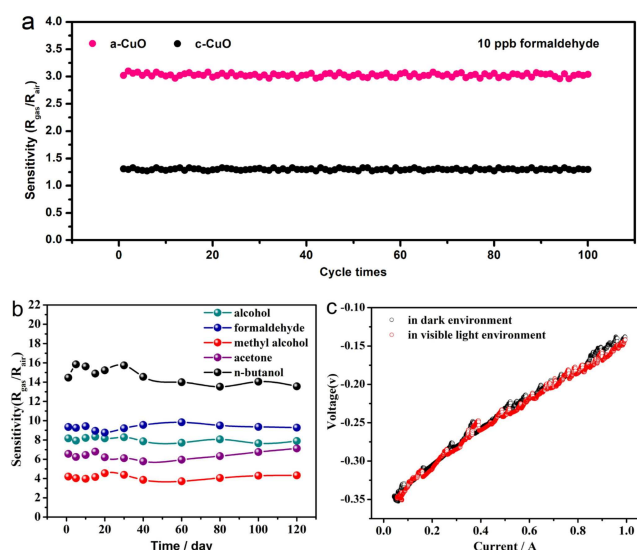 a
a-CuO
c-CuO
10 ppb formaldehyde
Sensitivity (Rgas/Rair)
4.0
3.5
3.0
2.5
2.0
1.5
1.0
0.5
0.0
0
20
40
60
80
100
Cycle times
b
alcohol
formaldehyde
methyl alcohol
acetone
n-butanol
Sensitivity(Rgas/Rair)
22
20
18
16
14
12
10
8
6
4
2
0
0
20
40
60
80
100
120
Time / day
c
in dark environment
in visible light environment
Voltage(v)
-0.10
-0.15
-0.20
-0.25
-0.30
-0.35
0.0
0.2
0.4
0.6
0.8
1.0
Current / A